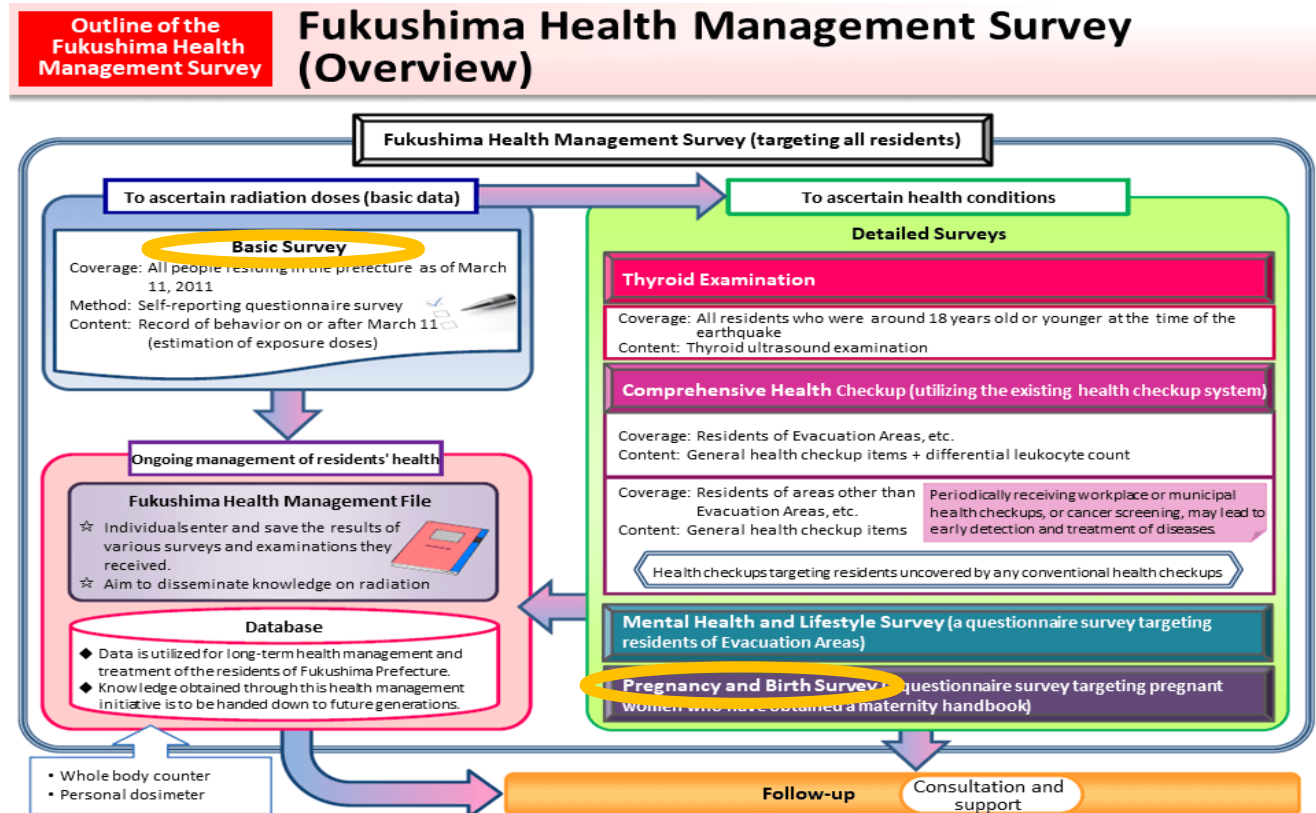 Outline of the
Fukushima Health
Management Survey
Fukushima Health Management Survey
(Overview)
Fukushima Health Management Survey (targeting all residents)
To ascertain radiation doses (basic data)
Basic Survey
Coverage: All people residing in the prefecture as of March
11, 2011
Method: Self-reporting questionnaire survey
Content: Record of behavior on or after March 11
(estimation of exposure doses)
Ongoing management of residents' health
Fukushima Health Management File
☆ Individualsenter and save the results of
various surveys and examinations they
received.
☆ Aim to disseminate knowledge on radiation
Database
◆ Data is utilized for long-term health management and
treatment of the residents of Fukushima Prefecture.
◆ Knowledge obtained through this health management
initiative is to be handed down to future generations.
• Whole body counter
• Personal dosimeter
To ascertain health conditions
Detailed Surveys
Thyroid Examination
Coverage: All residents who were around 18 years old or younger at the time of the
earthquake
Content: Thyroid ultrasound examination
Comprehensive Health Checkup (utilizing the existing health checkup system)
Coverage: Residents of Evacuation Areas, etc.
Content: General health checkup items + differential leukocyte count
Coverage: Residents of areas other than
Evacuation Areas, etc.
Content: General health checkup items
Periodically receiving workplace or municipal
health checkups, or cancer screening, may lead to
early detection and treatment of diseases.
Health checkups targeting residents uncovered by any conventional health checkups
Mental Health and Lifestyle Survey (a questionnaire survey targeting
residents of Evacuation Areas)
Pregnancy and Birth Survey questionnaire survey targeting pregnant
women who have obtained a maternity handbook)
Follow-up
Consultation and
support